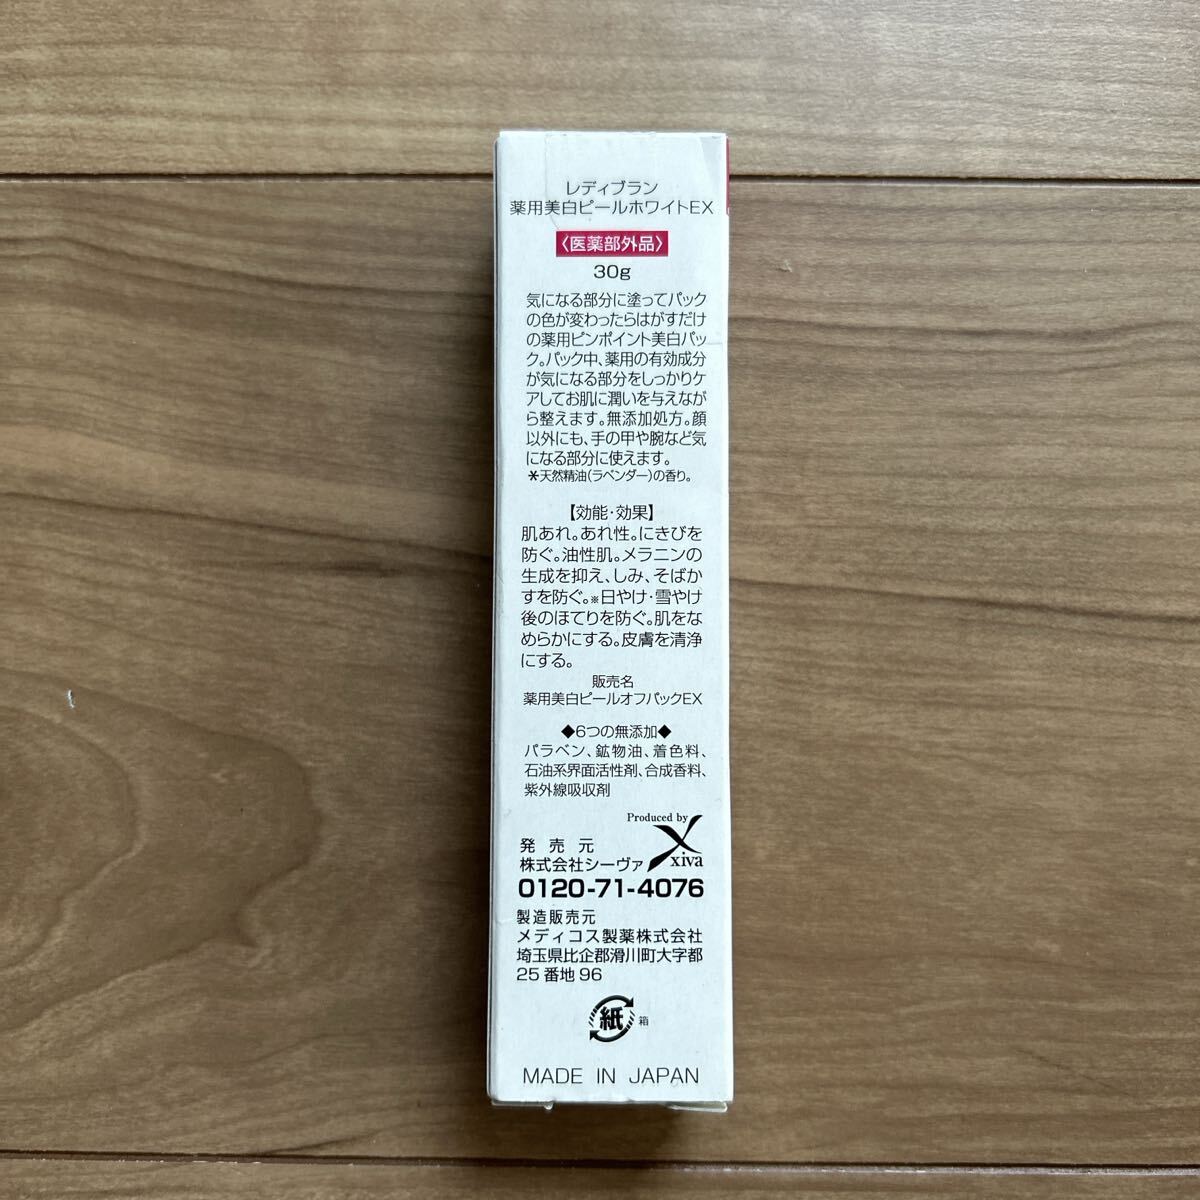 レディブラン
薬用美白ピールホワイトEX
〈医薬部外品〉
30g
気になる部分に塗ってパック
の色が変わったらはがすだけ
の薬用ピンポイント美白パッ
ク。パック中、薬用の有効成分
が気になる部分をしっかりケ
アしてお肌に潤いを与えなが
ら整えます。無添加処方。顔
以外にも、手の甲や腕など気
になる部分に使えます。
*天然精油(ラベンダー)の香り。
【効能・効果】
肌あれ。あれ性。にきびを
防ぐ。油性肌。メラニンの
生成を抑え、しみ、そばか
すを防ぐ。※日やけ・雪やけ
後のほてりを防ぐ。肌をな
めらかにする。皮膚を清浄
にする。
販売名
薬用美白ピールオフパックEX
◆6つの無添加◆
パラベン、鉱物油、着色料、
石油系界面活性剤、合成香料、
紫外線吸収剤
Produced by
xiva
発売元
株式会社シーヴァ
0120-71-4076
製造販売元
メディコス製薬株式会社
埼玉県比企郡滑川町大字都
25番地96
紙
箱
MADE IN JAPAN